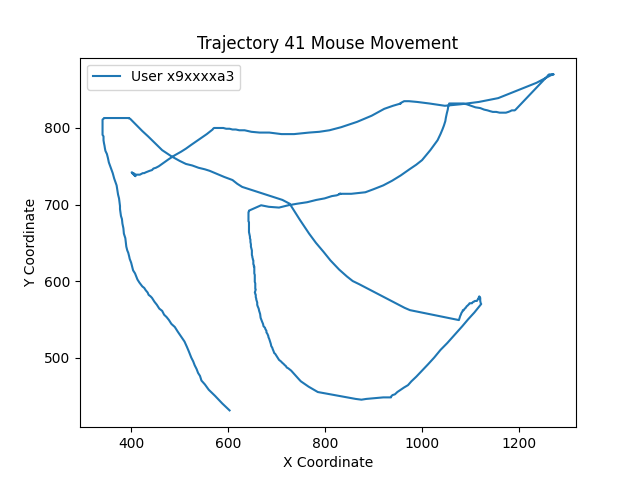 Trajectory 41 Mouse Movement
User x9xxxxa3
Y Coordinate
800
700
600
500
400 600 800 1000 1200
X Coordinate